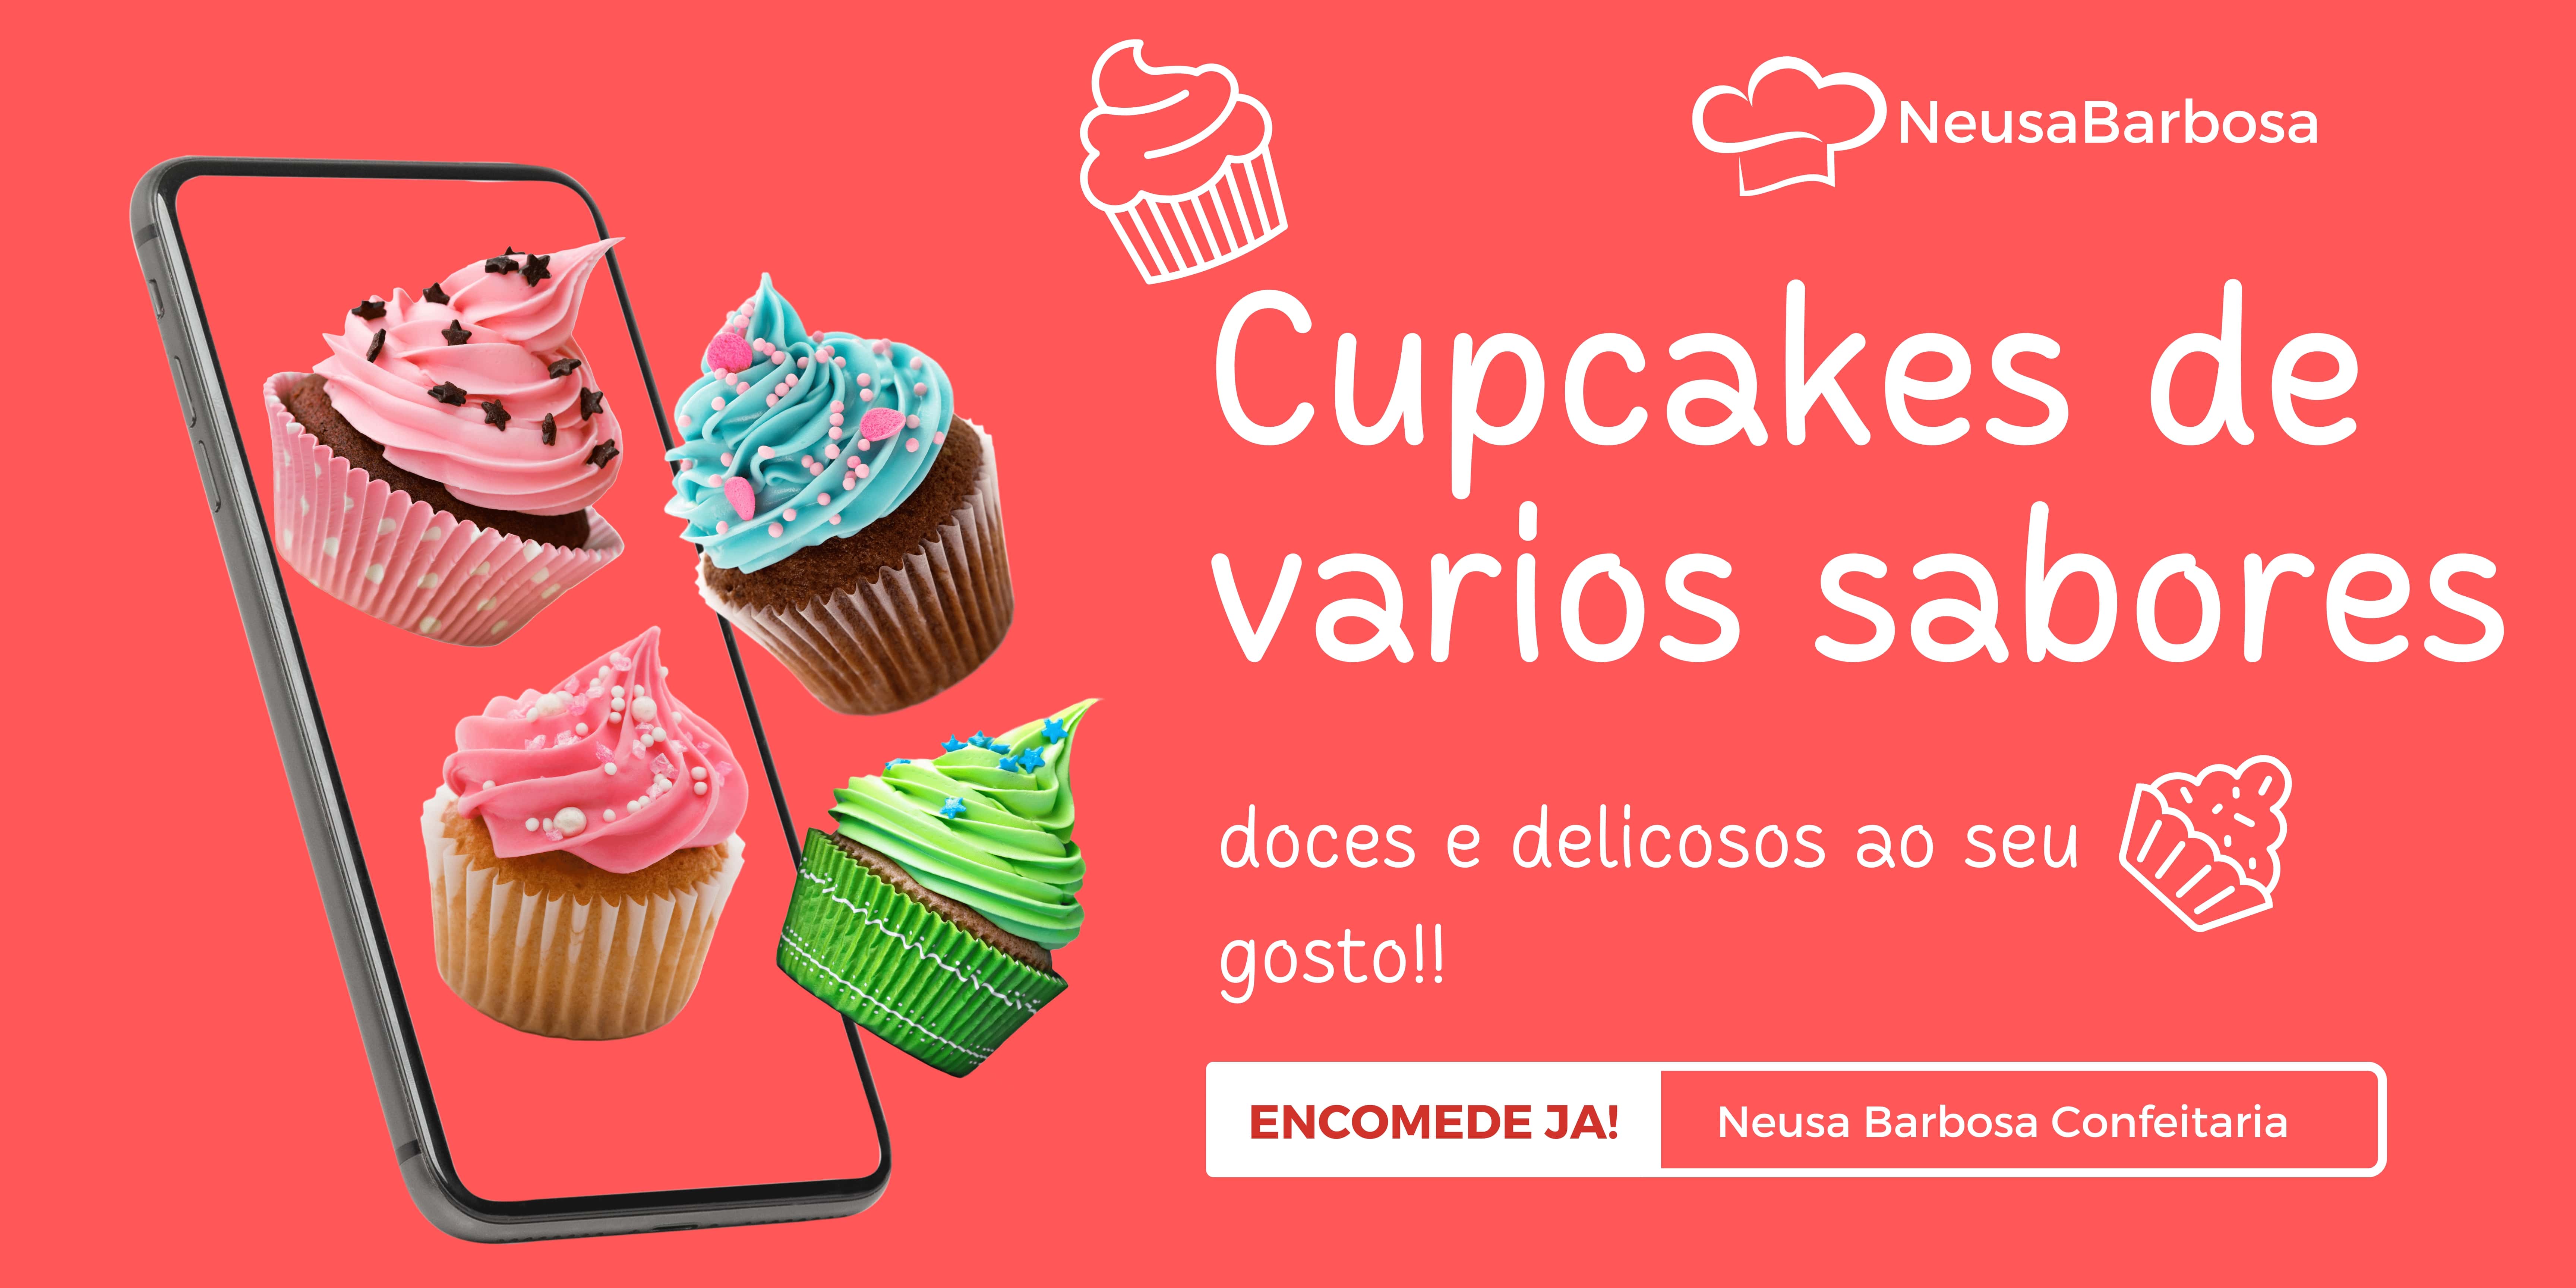 NeusaBarbosa
Cupcakes de
varios sabores
doces e delicosos ao seu
gosto!!
ENCOMEDE JA!
Neusa Barbosa Confeitaria